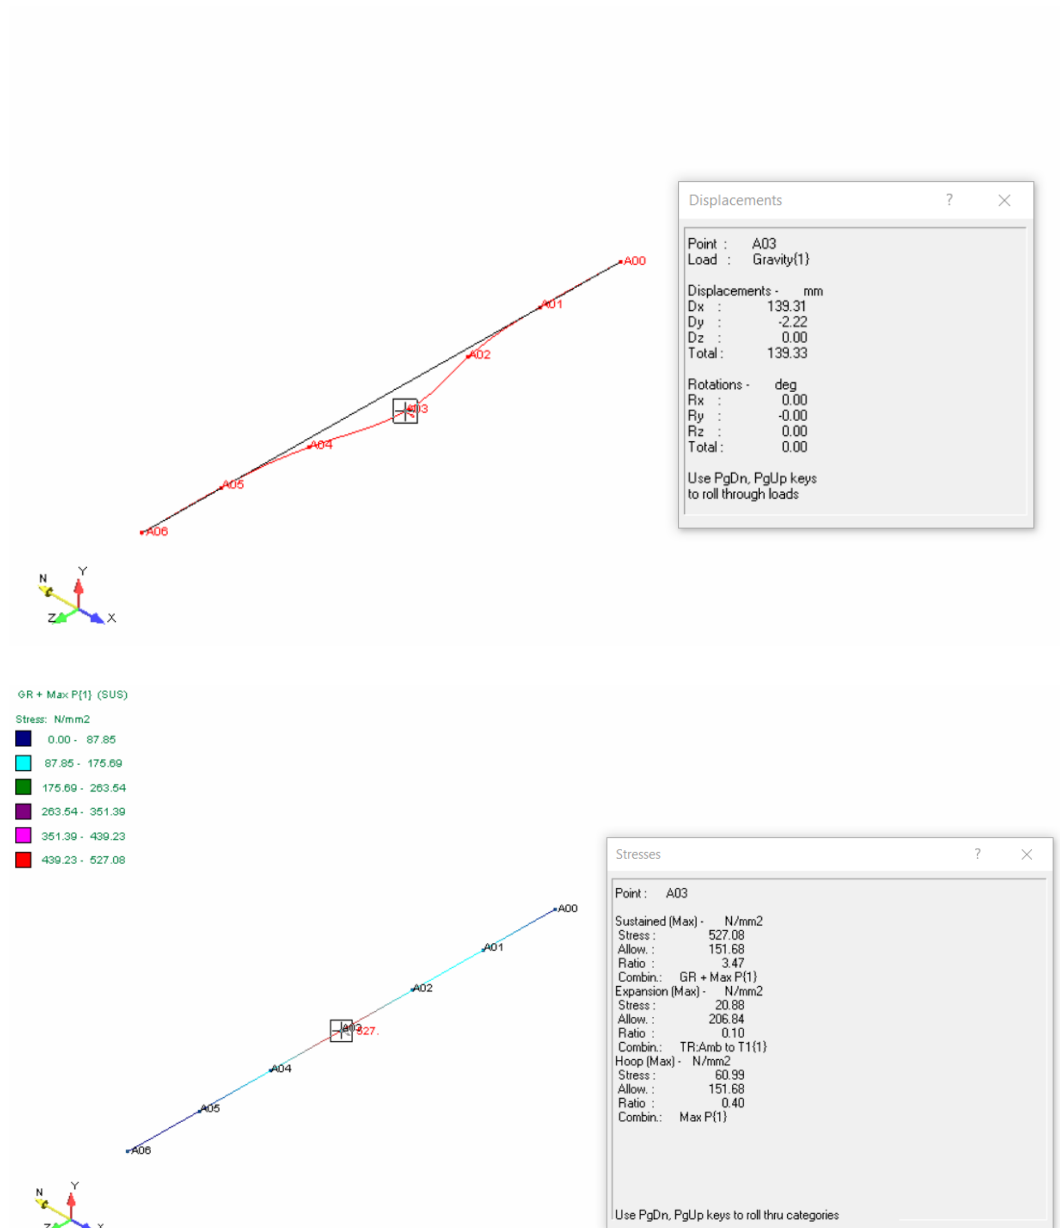 Displacements ? ×
Point : A03
Load : Gravity{1}
Displacements - mm
Dx : 139.31
Dy : -2.22
Dz : 0.00
Total : 139.33
Rotations - deg
Rx : 0.00
Ry : -0.00
Rz : 0.00
Total : 0.00
Use PgDn, PgUp keys
to roll through loads
A00
A01
A02
A03
A04
A05
A06
N
Y
Z
X
GR + Max P{1} (SUS)
Stress: N/mm2
0.00 - 87.85
87.85 - 175.69
175.69 - 263.54
263.54 - 351.39
351.39 - 439.23
439.23 - 527.08
Stresses ? ×
Point : A03
Sustained (Max) - N/mm2
Stress : 527.08
Allow. : 151.68
Ratio : 3.47
Combin.: GR + Max P{1}
Expansion (Max) - N/mm2
Stress : 20.88
Allow. : 206.84
Ratio : 0.10
Combin.: TR:Amb to T1{1}
Hoop (Max) - N/mm2
Stress : 60.99
Allow. : 151.68
Ratio : 0.40
Combin.: Max P{1}
Use PgDn, PgUp keys to roll thru categories
A00
A01
A02
A03 527.
A04
A05
A06
N
Y
Z
X